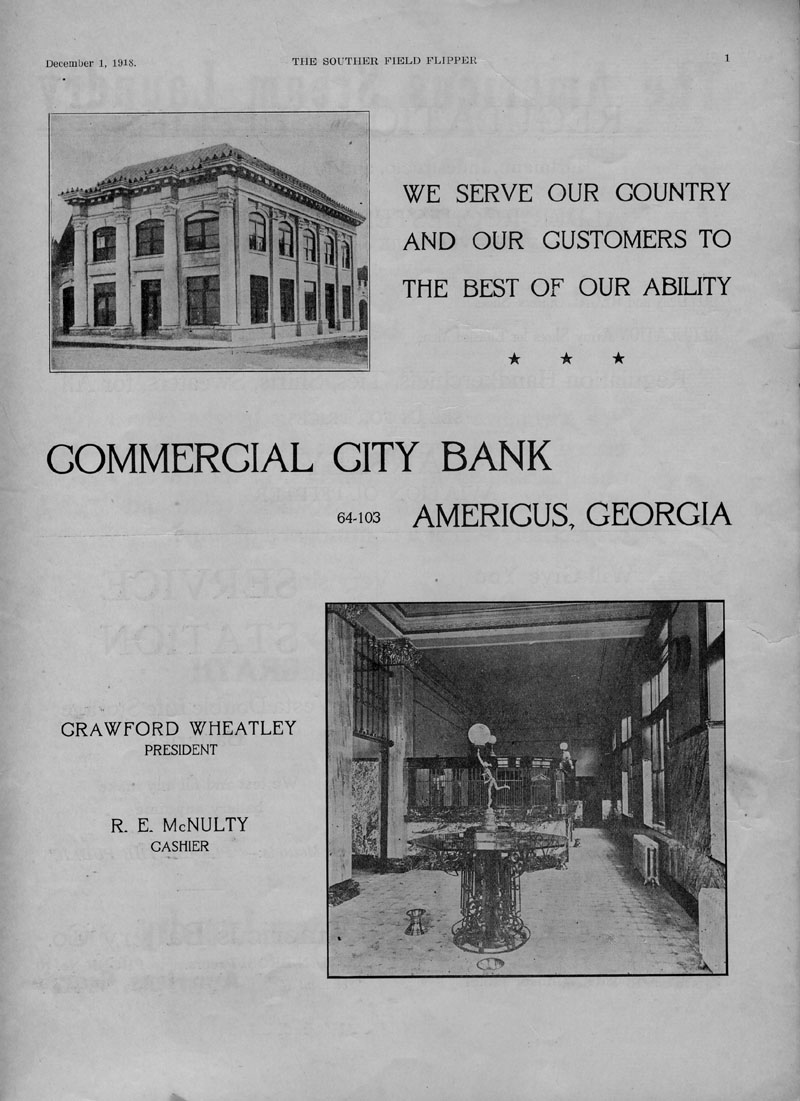 December 1, 1918.
THE SOUTHER FIELD FLIPPER
1
WE SERVE OUR COUNTRY
AND OUR CUSTOMERS TO
THE BEST OF OUR ABILITY
★ ★ ★
COMMERCIAL CITY BANK
64-103 AMERICUS, GEORGIA
CRAWFORD WHEATLEY
PRESIDENT
R. E. McNULTY
CASHIER